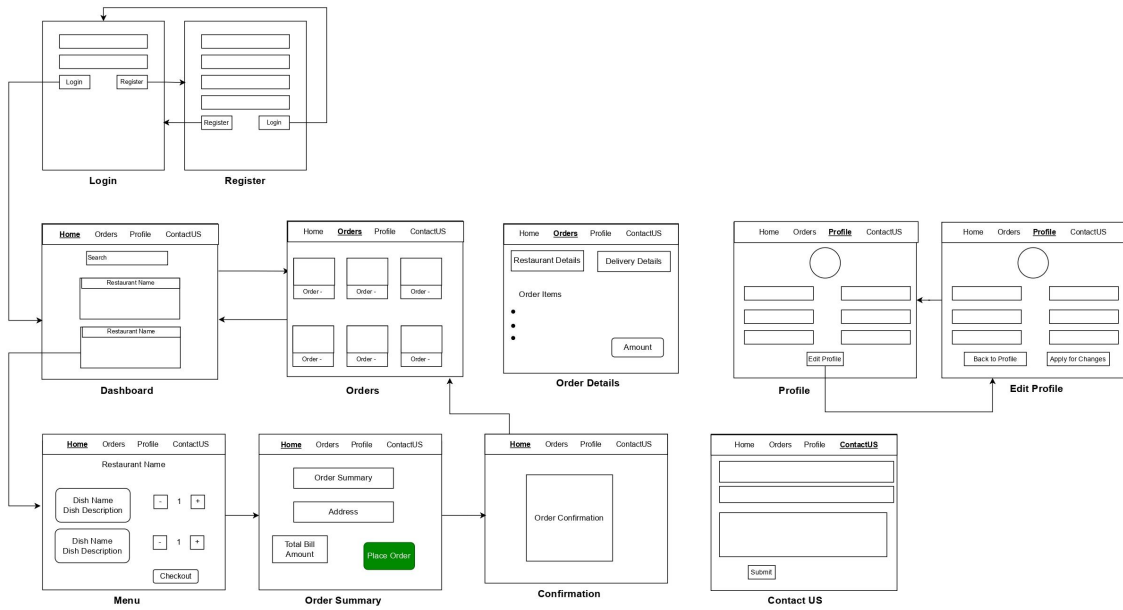 Login
Register
Register
Login
Login
Register
Home Orders Profile ContactUS
Search
Restaurant Name
Restaurant Name
Dashboard
Home Orders Profile ContactUS
Order - Order - Order -
Order - Order - Order -
Orders
Home Orders Profile ContactUS
Restaurant Details
Delivery Details
Order Items
Amount
Order Details
Home Orders Profile ContactUS
Edit Profile
Profile
Home Orders Profile ContactUS
Back to Profile
Apply for Changes
Edit Profile
Home Orders Profile ContactUS
Restaurant Name
Dish Name
Dish Description
- 1 +
Dish Name
Dish Description
- 1 +
Checkout
Menu
Home Orders Profile ContactUS
Order Summary
Address
Total Bill
Amount
Place Order
Order Summary
Home Orders Profile ContactUS
Order Confirmation
Confirmation
Home Orders Profile ContactUS
Submit
Contact US